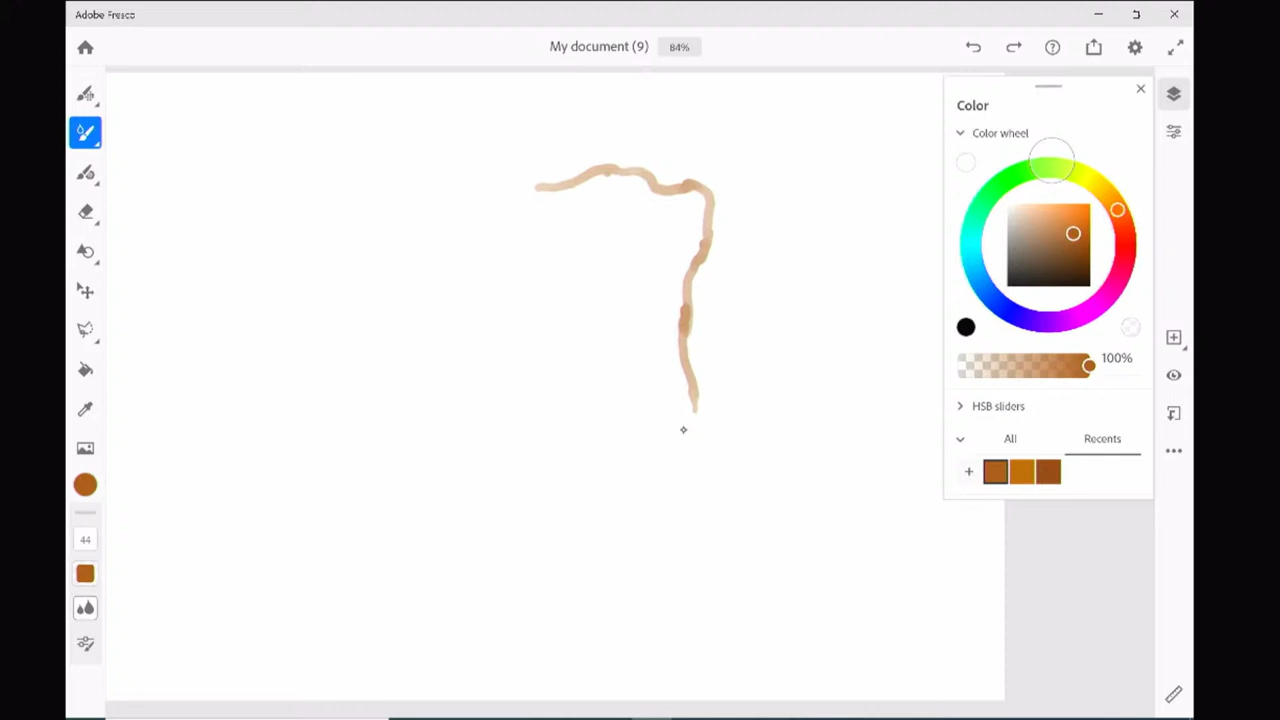 Adobe Fresco
My document (9) 84%
Color
Color wheel
100%
HSB sliders
All Recents
44